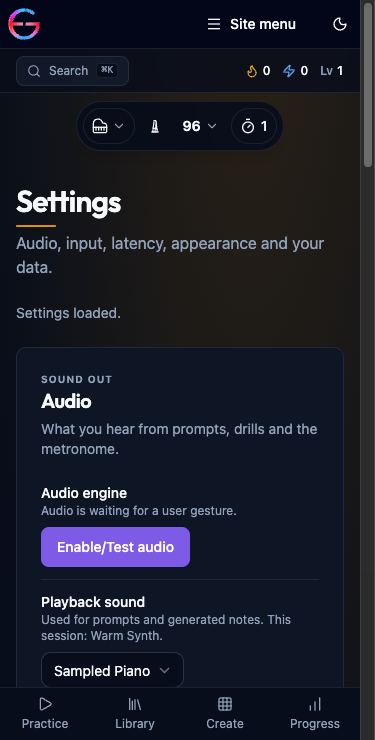 Site menu
Search ⌘K 0 0 Lv 1
96 1
Settings
Audio, input, latency, appearance and your
data.
Settings loaded.
SOUND OUT
Audio
What you hear from prompts, drills and the
metronome.
Audio engine
Audio is waiting for a user gesture.
Enable/Test audio
Playback sound
Used for prompts and generated notes. This
session: Warm Synth.
Sampled Piano
Practice Library Create Progress